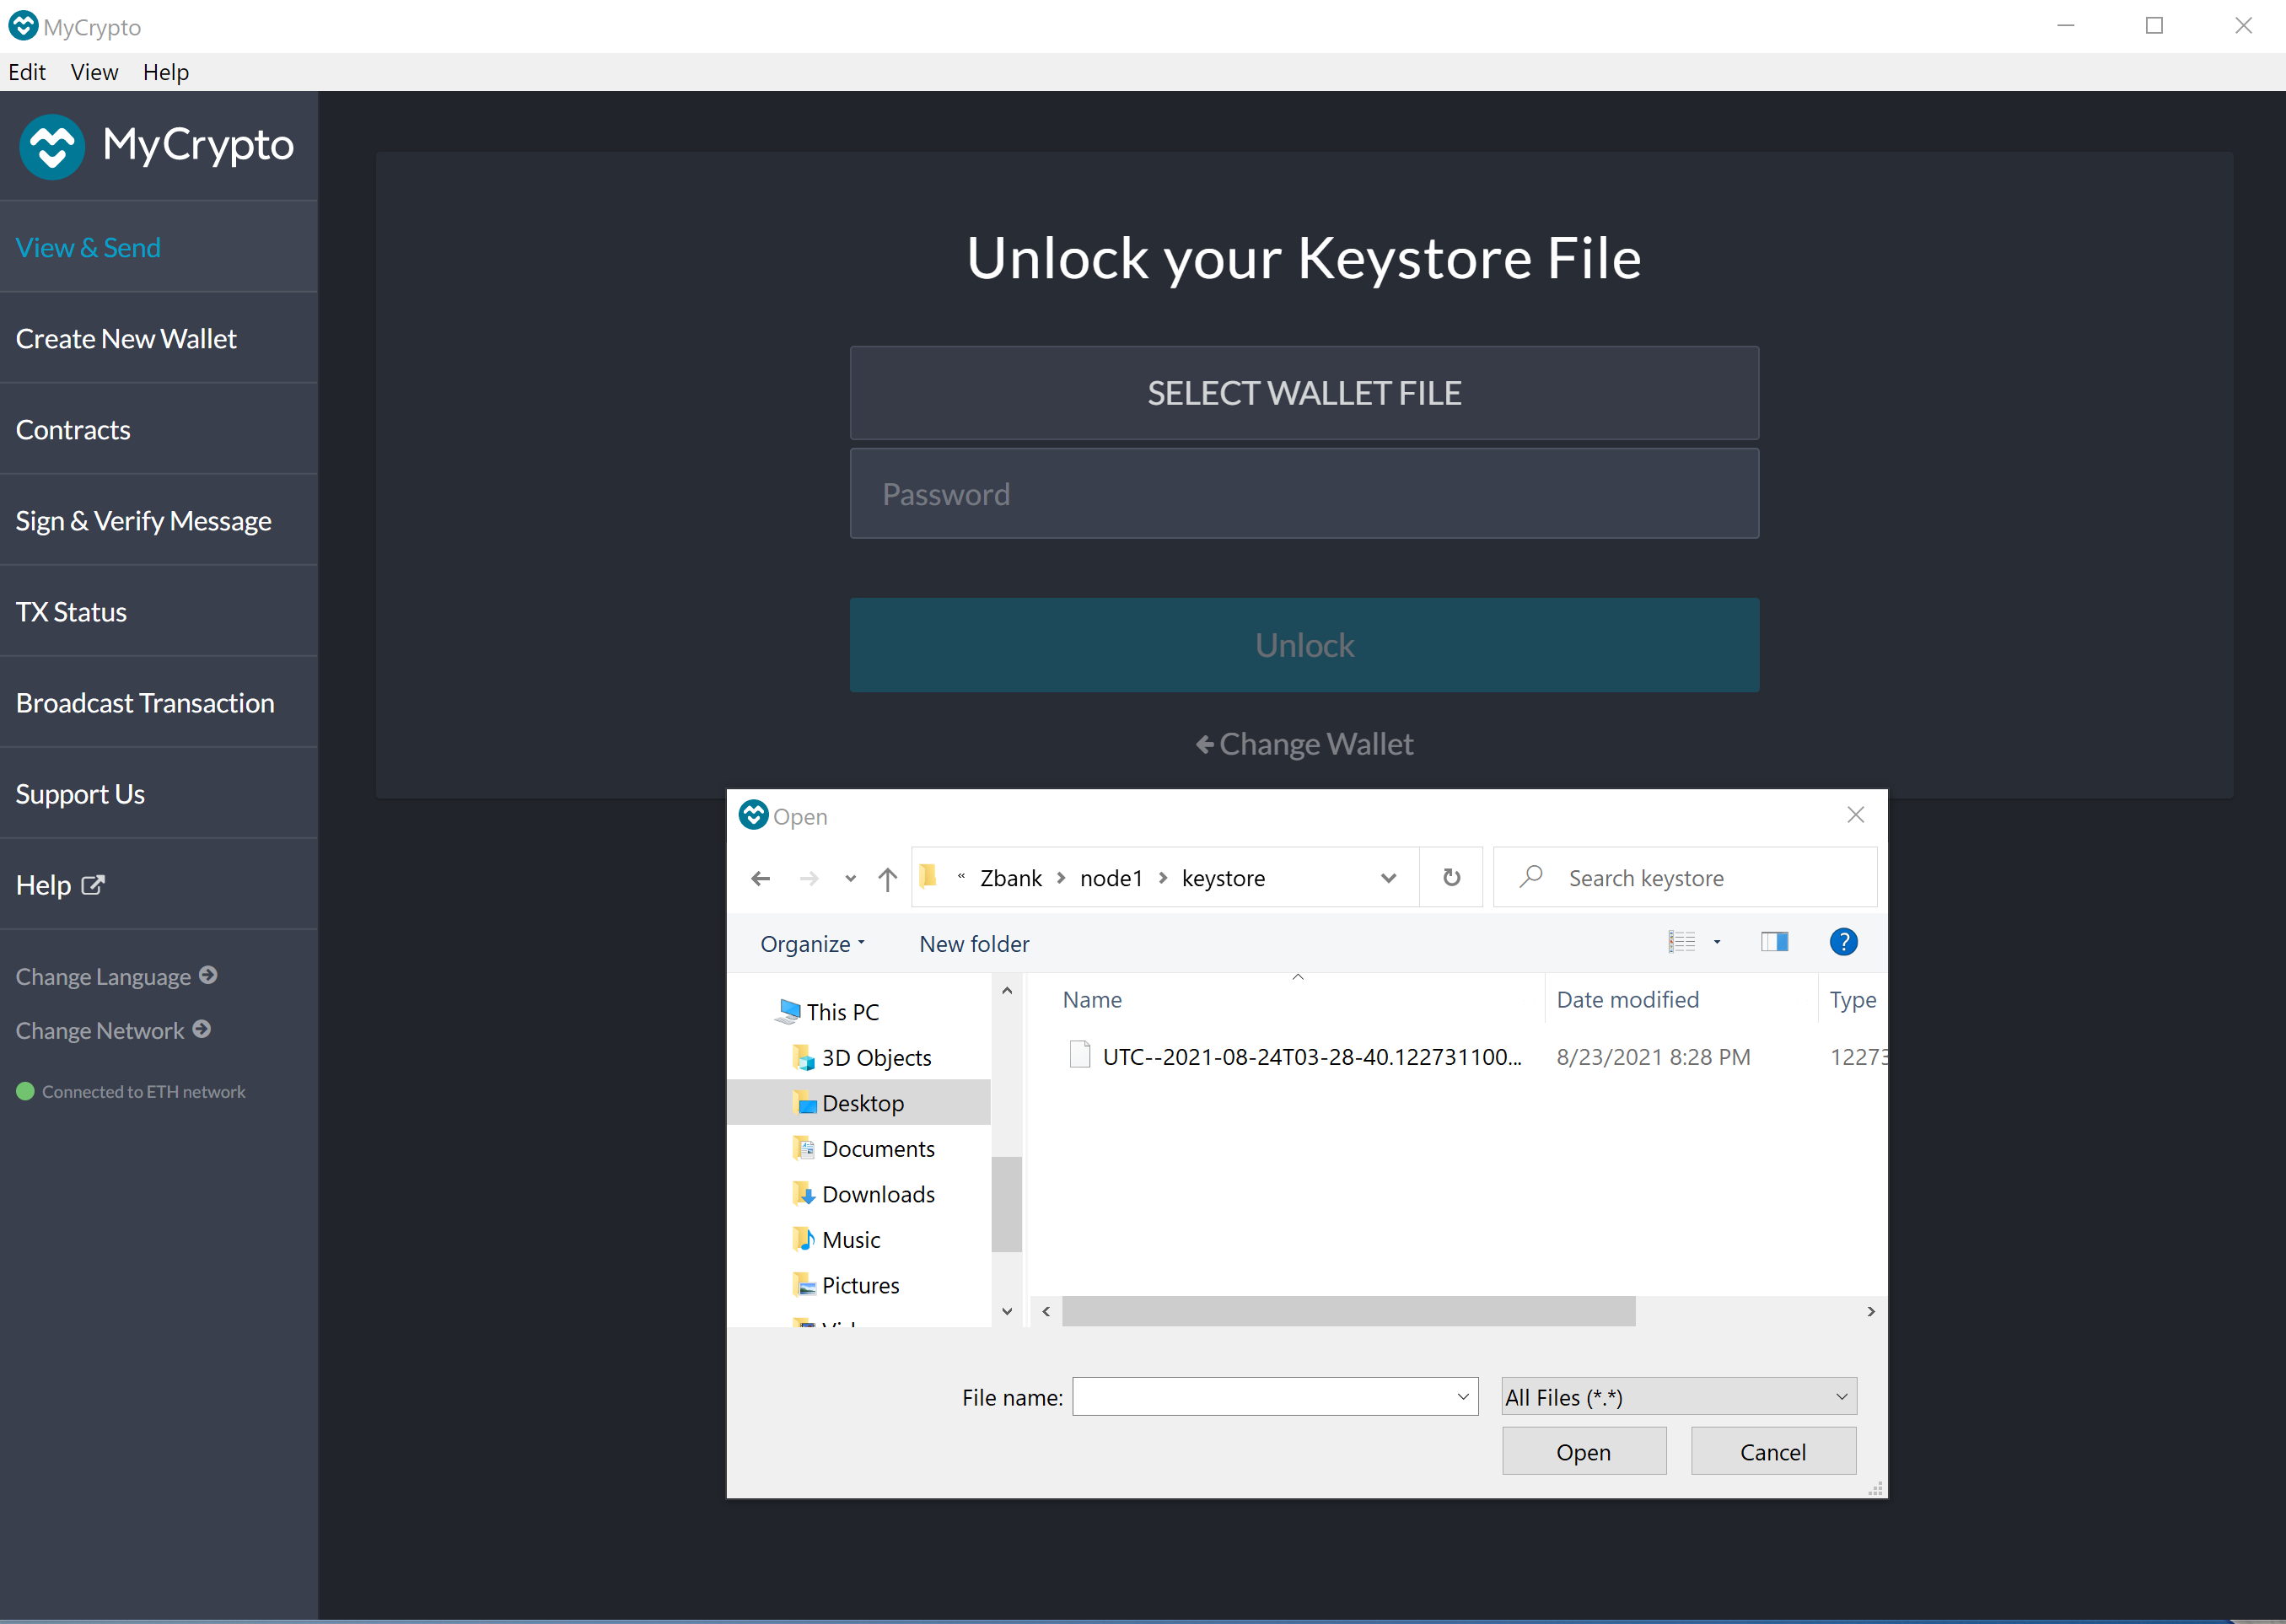 MyCrypto
Edit View Help
MyCrypto
View & Send
Create New Wallet
Contracts
Sign & Verify Message
TX Status
Broadcast Transaction
Support Us
Help
Change Language
Change Network
Connected to ETH network
Unlock your Keystore File
SELECT WALLET FILE
Password
Unlock
Change Wallet
Open
« Zbank > node1 > keystore
Search keystore
Organize New folder
?
This PC
3D Objects
Desktop
Documents
Downloads
Music
Pictures
Name Date modified Type
UTC--2021-08-24T03-28-40.122731100... 8/23/2021 8:28 PM 12273
File name:
All Files (*.*)
Open Cancel